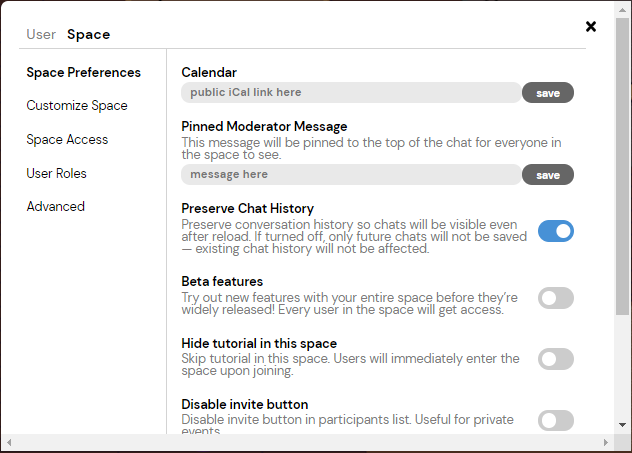 User Space
Space Preferences
Customize Space
Space Access
User Roles
Advanced
Calendar
public iCal link here
save
Pinned Moderator Message
This message will be pinned to the top of the chat for everyone in
the space to see.
message here
save
Preserve Chat History
Preserve conversation history so chats will be visible even
after reload. If turned off, only future chats will not be saved
— existing chat history will not be affected.
Beta features
Try out new features with your entire space before they're
widely released! Every user in the space will get access.
Hide tutorial in this space
Skip tutorial in this space. Users will immediately enter the
space upon joining.
Disable invite button
Disable invite button in participants list. Useful for private
events.